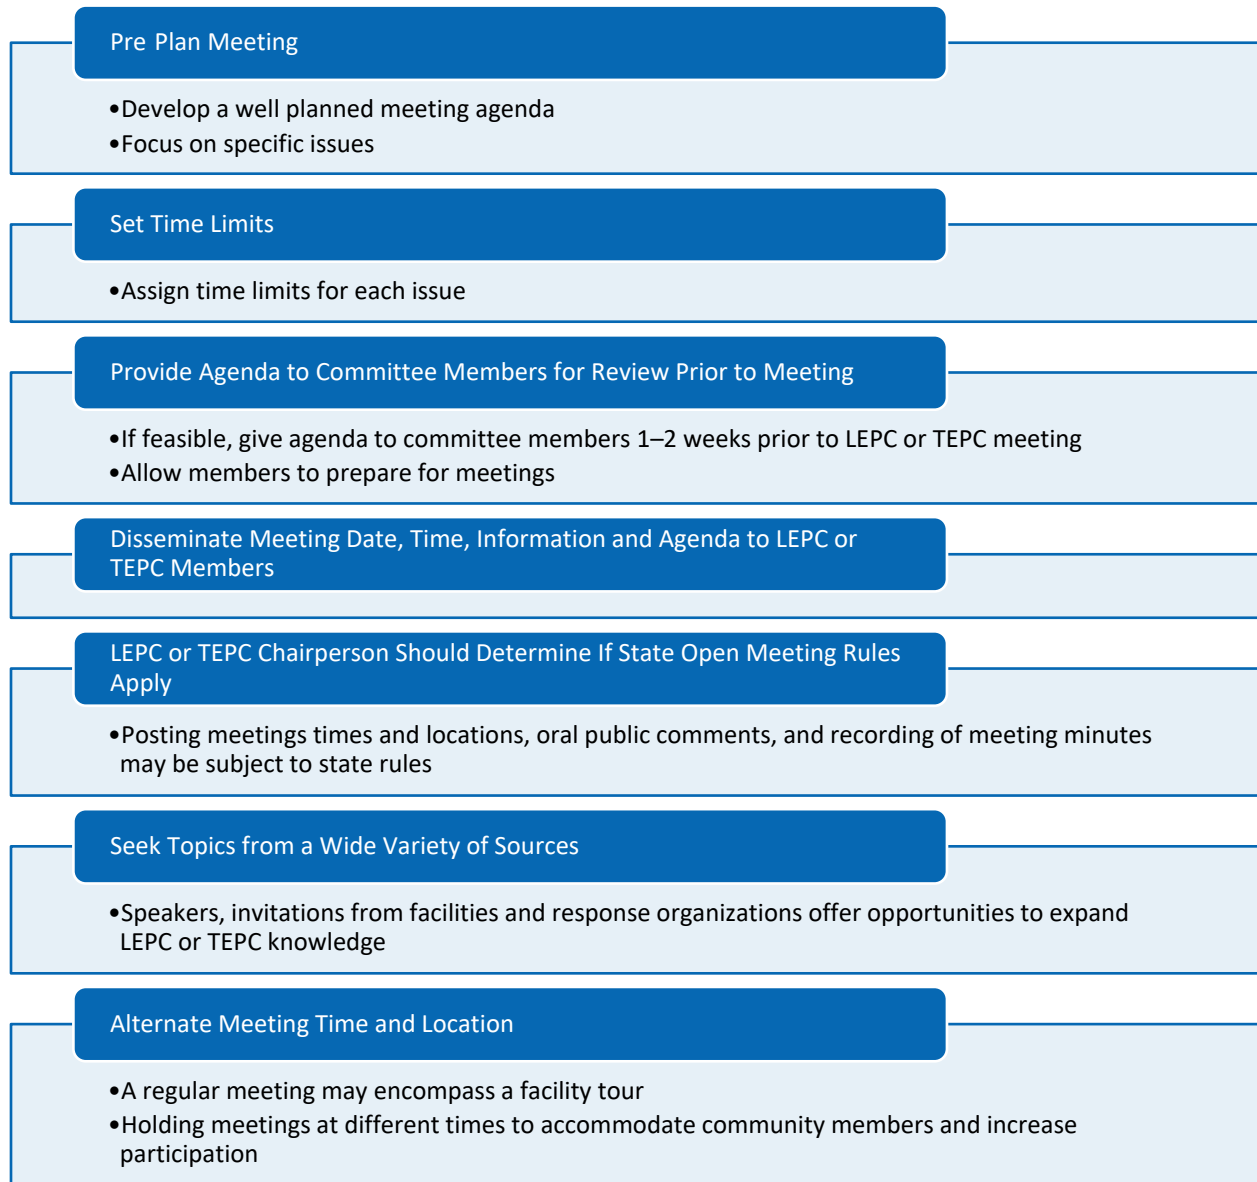 Pre Plan Meeting
•Develop a well planned meeting agenda
•Focus on specific issues
Set Time Limits
•Assign time limits for each issue
Provide Agenda to Committee Members for Review Prior to Meeting
•If feasible, give agenda to committee members 1–2 weeks prior to LEPC or TEPC meeting
•Allow members to prepare for meetings
Disseminate Meeting Date, Time, Information and Agenda to LEPC or
TEPC Members
LEPC or TEPC Chairperson Should Determine If State Open Meeting Rules
Apply
•Posting meetings times and locations, oral public comments, and recording of meeting minutes
may be subject to state rules
Seek Topics from a Wide Variety of Sources
•Speakers, invitations from facilities and response organizations offer opportunities to expand
LEPC or TEPC knowledge
Alternate Meeting Time and Location
•A regular meeting may encompass a facility tour
•Holding meetings at different times to accommodate community members and increase
participation